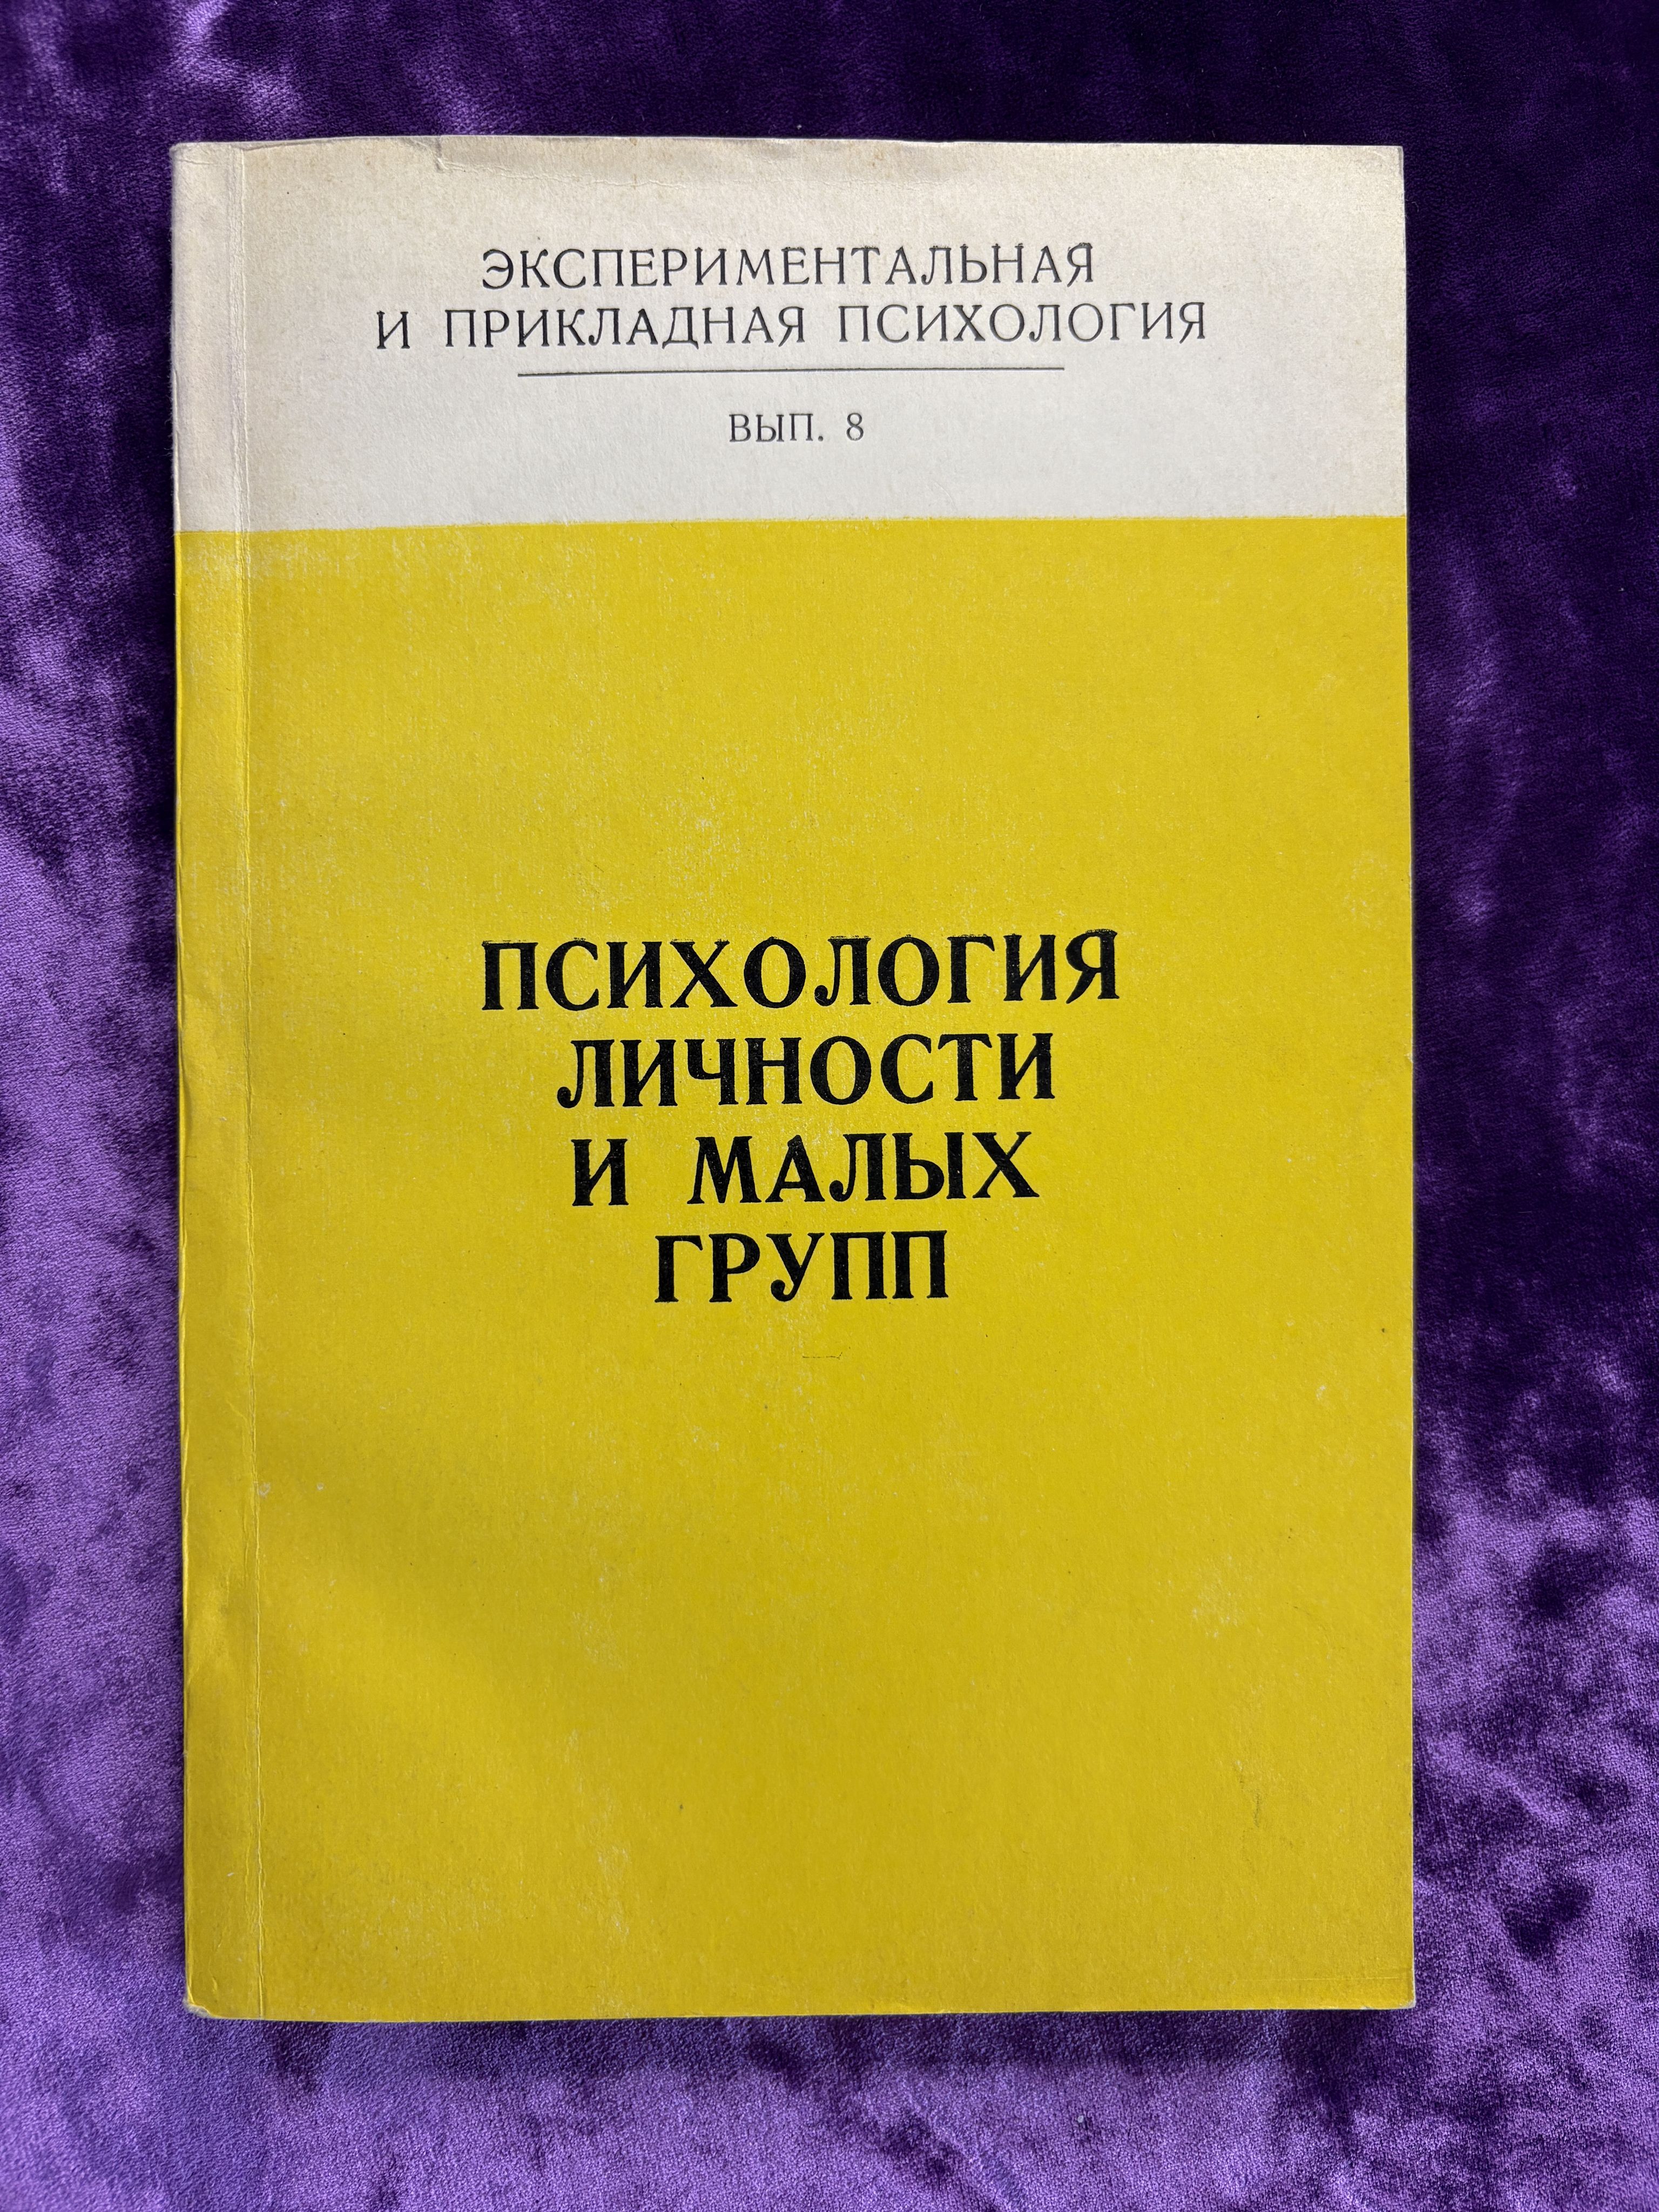 ЭКСПЕРИМЕНТАЛЬНАЯ
И ПРИКЛАДНАЯ ПСИХОЛОГИЯ
ВЫП. 8
ПСИХОЛОГИЯ
ЛИЧНОСТИ
И МАЛЫХ
ГРУПП